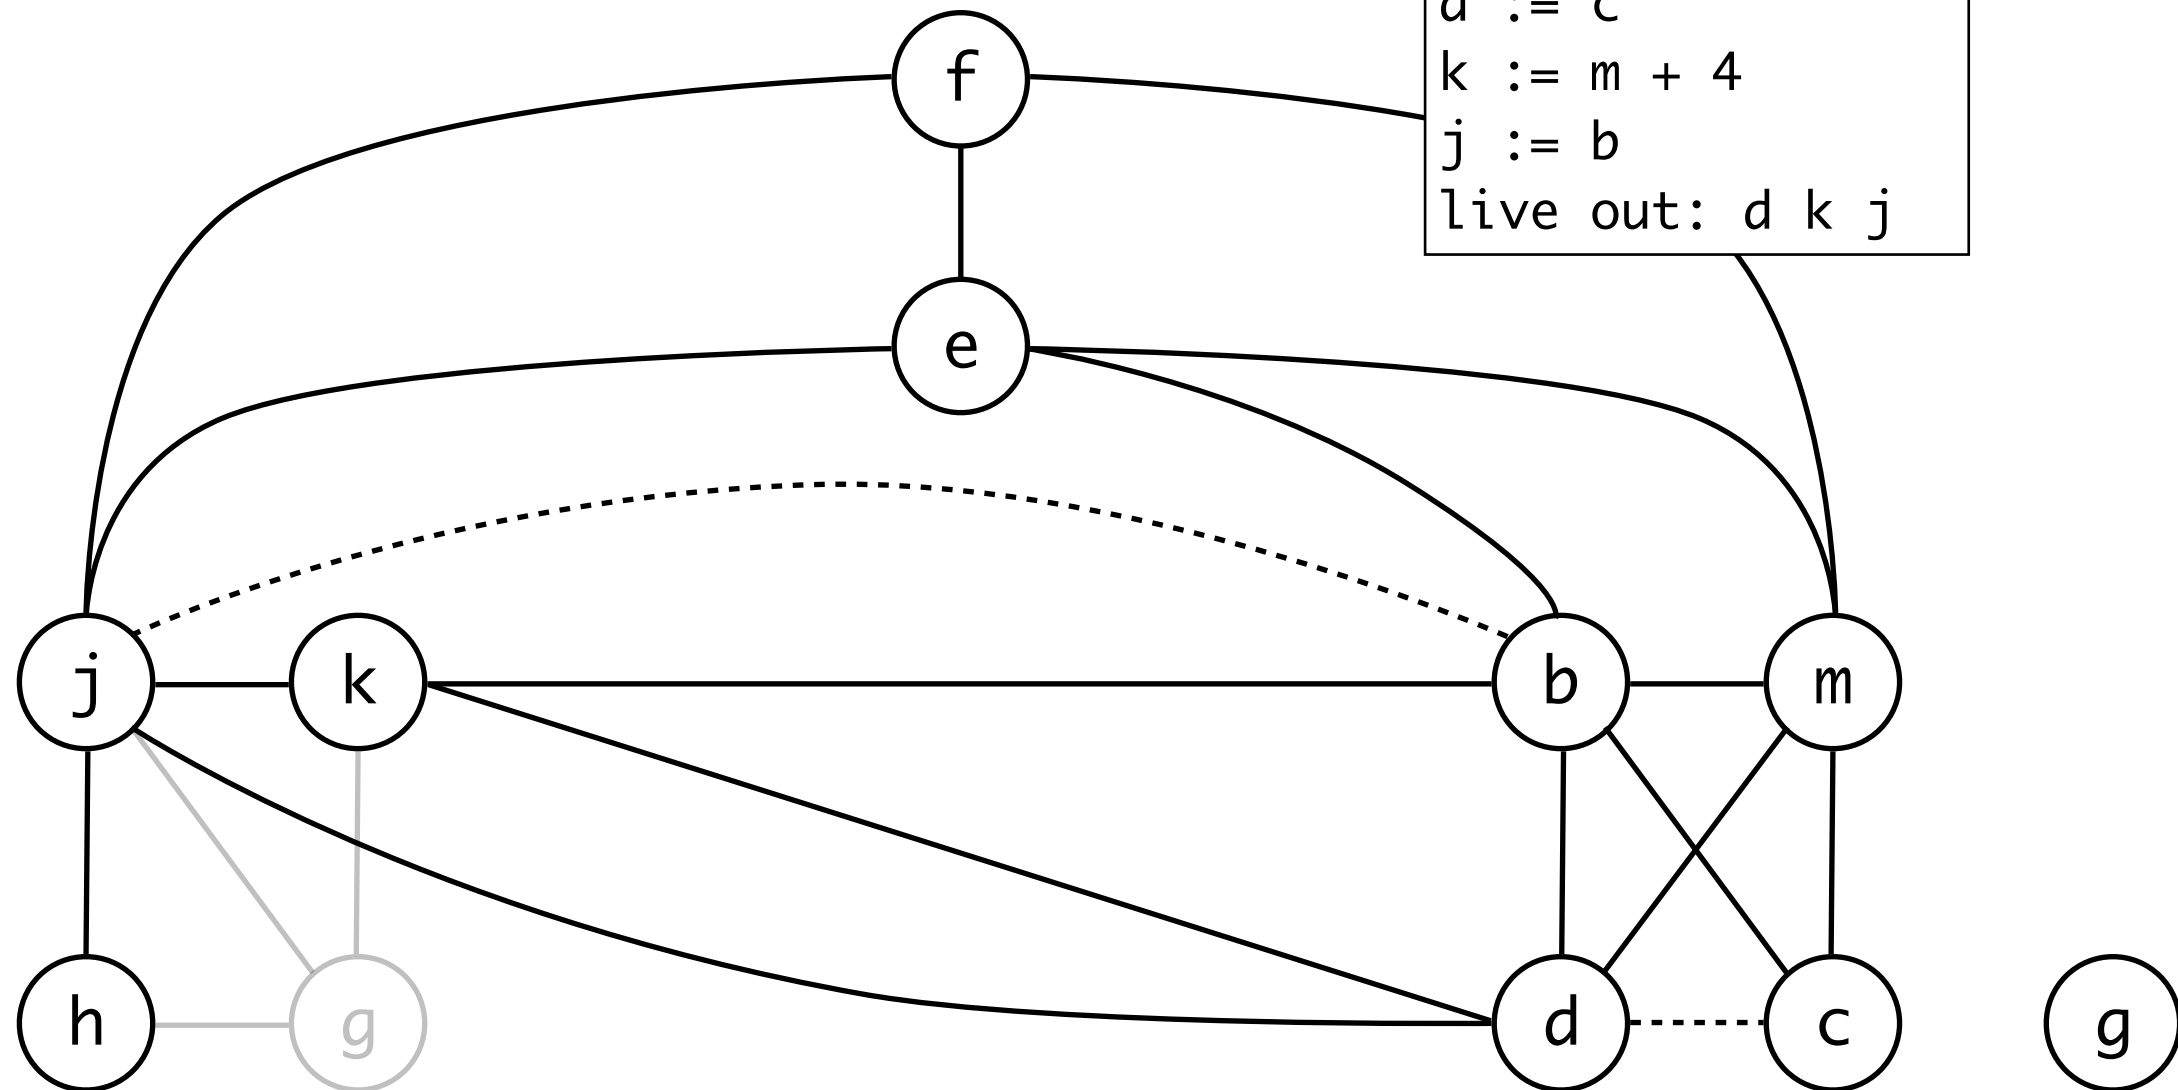 f
d := c
k := m + 4
j := b
live out: d k j
e
j
k
b
m
h
g
d
c
g